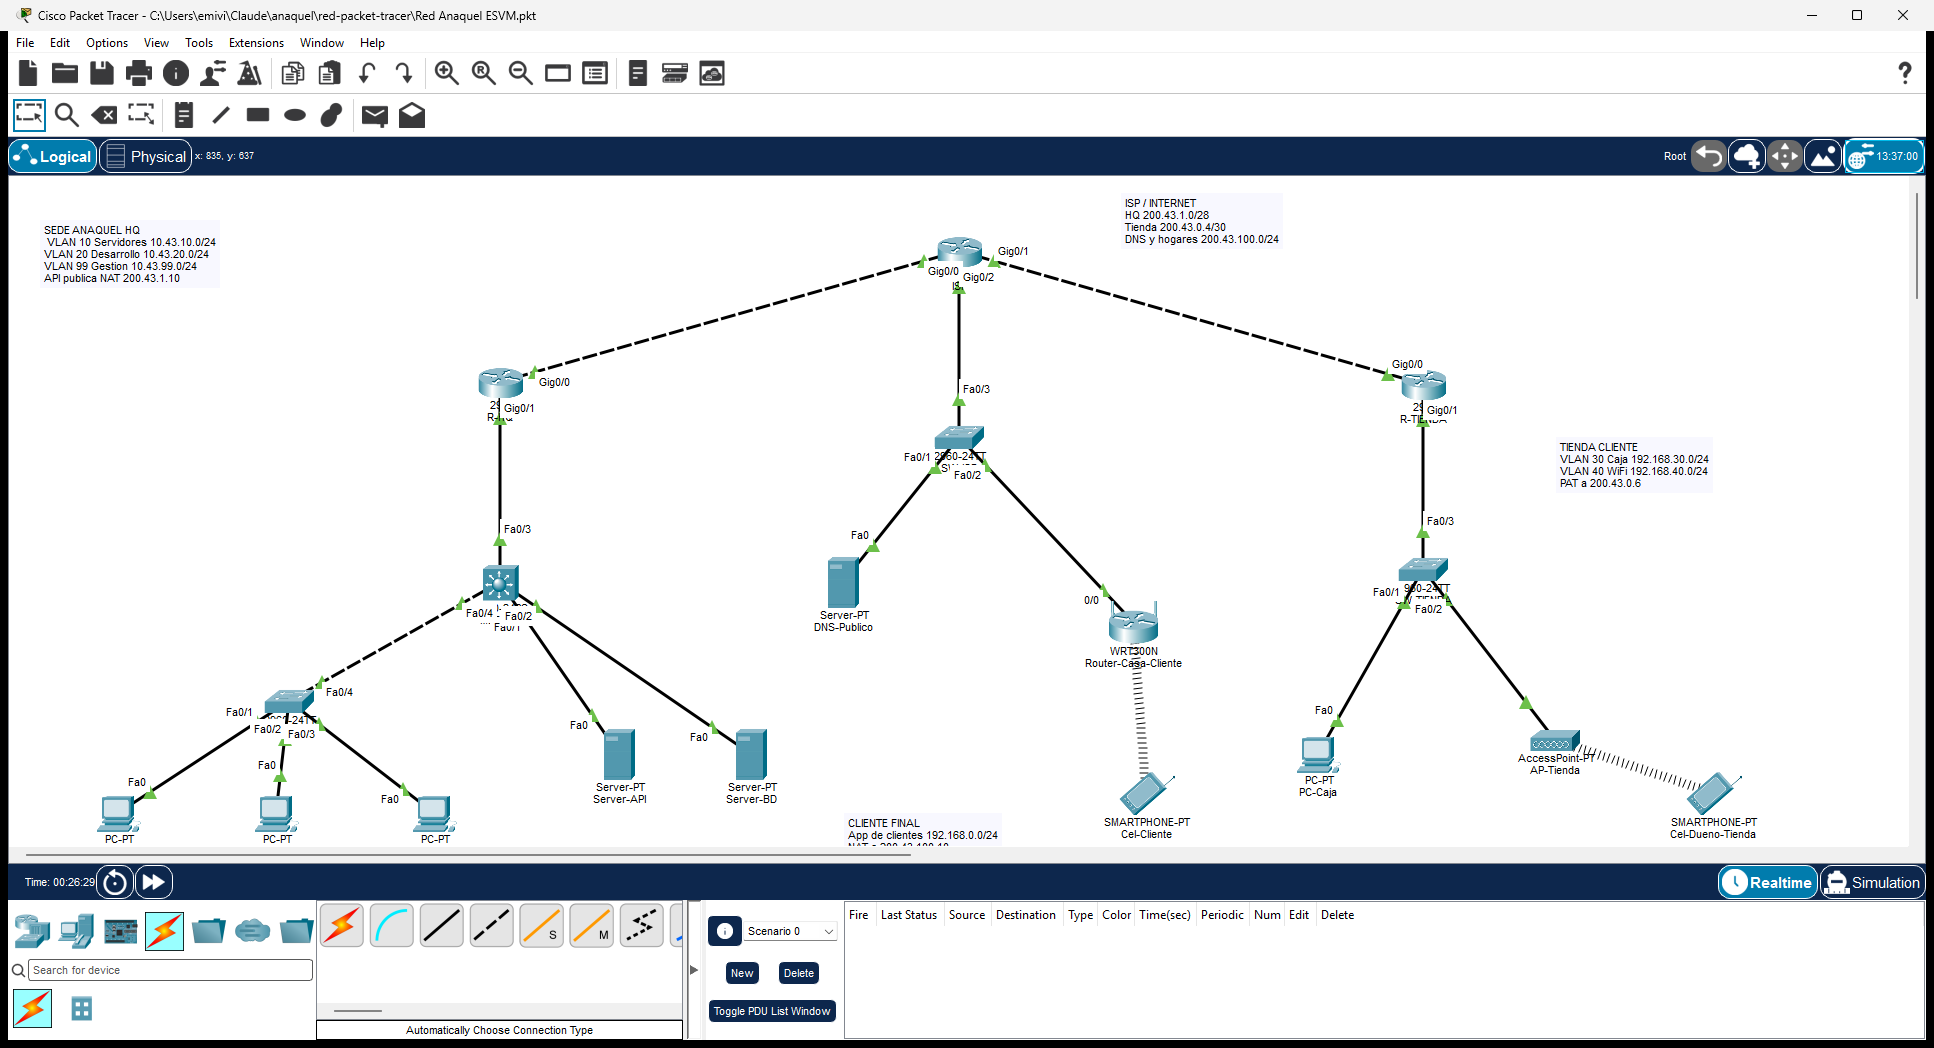 Cisco Packet Tracer - C:\Users\emivi\Claude\anaquel\red-packet-tracer\Red Anaquel ESVM.pkt
File Edit Options View Tools Extensions Window Help
Logical Physical x: 835, y: 637 Root 13:37:00
SEDE ANAQUEL HQ
VLAN 10 Servidores 10.43.10.0/24
VLAN 20 Desarrollo 10.43.20.0/24
VLAN 99 Gestion 10.43.99.0/24
API publica NAT 200.43.1.10
ISP / INTERNET
HQ 200.43.1.0/28
Tienda 200.43.0.4/30
DNS y hogares 200.43.100.0/24
Gig0/1
Gig0/0
Gig0/2
Gig0/0
Gig0/1
Fa0/3
Gig0/0
Gig0/1
Fa0/1
Fa0/2
TIENDA CLIENTE
VLAN 30 Caja 192.168.30.0/24
VLAN 40 WiFi 192.168.40.0/24
PAT a 200.43.0.6
Fa0/3
Fa0/4
Fa0/2
Fa0/1
Fa0
Server-PT
DNS-Publico
0/0
WRT300N
Router-Casa-Cliente
Fa0/3
Fa0/1
Fa0/2
Fa0/4
Fa0/1
Fa0/2
Fa0/3
Fa0
PC-PT
Fa0
PC-PT
Fa0
PC-PT
Fa0
Server-PT
Server-API
Fa0
Server-PT
Server-BD
CLIENTE FINAL
App de clientes 192.168.0.0/24
SMARTPHONE-PT
Cel-Cliente
Fa0
PC-PT
PC-Caja
AccessPoint-PT
AP-Tienda
SMARTPHONE-PT
Cel-Dueno-Tienda
Time: 00:26:29 Realtime Simulation
S M
Search for device
Automatically Choose Connection Type
Scenario 0
New Delete
Toggle PDU List Window
Fire Last Status Source Destination Type Color Time(sec) Periodic Num Edit Delete